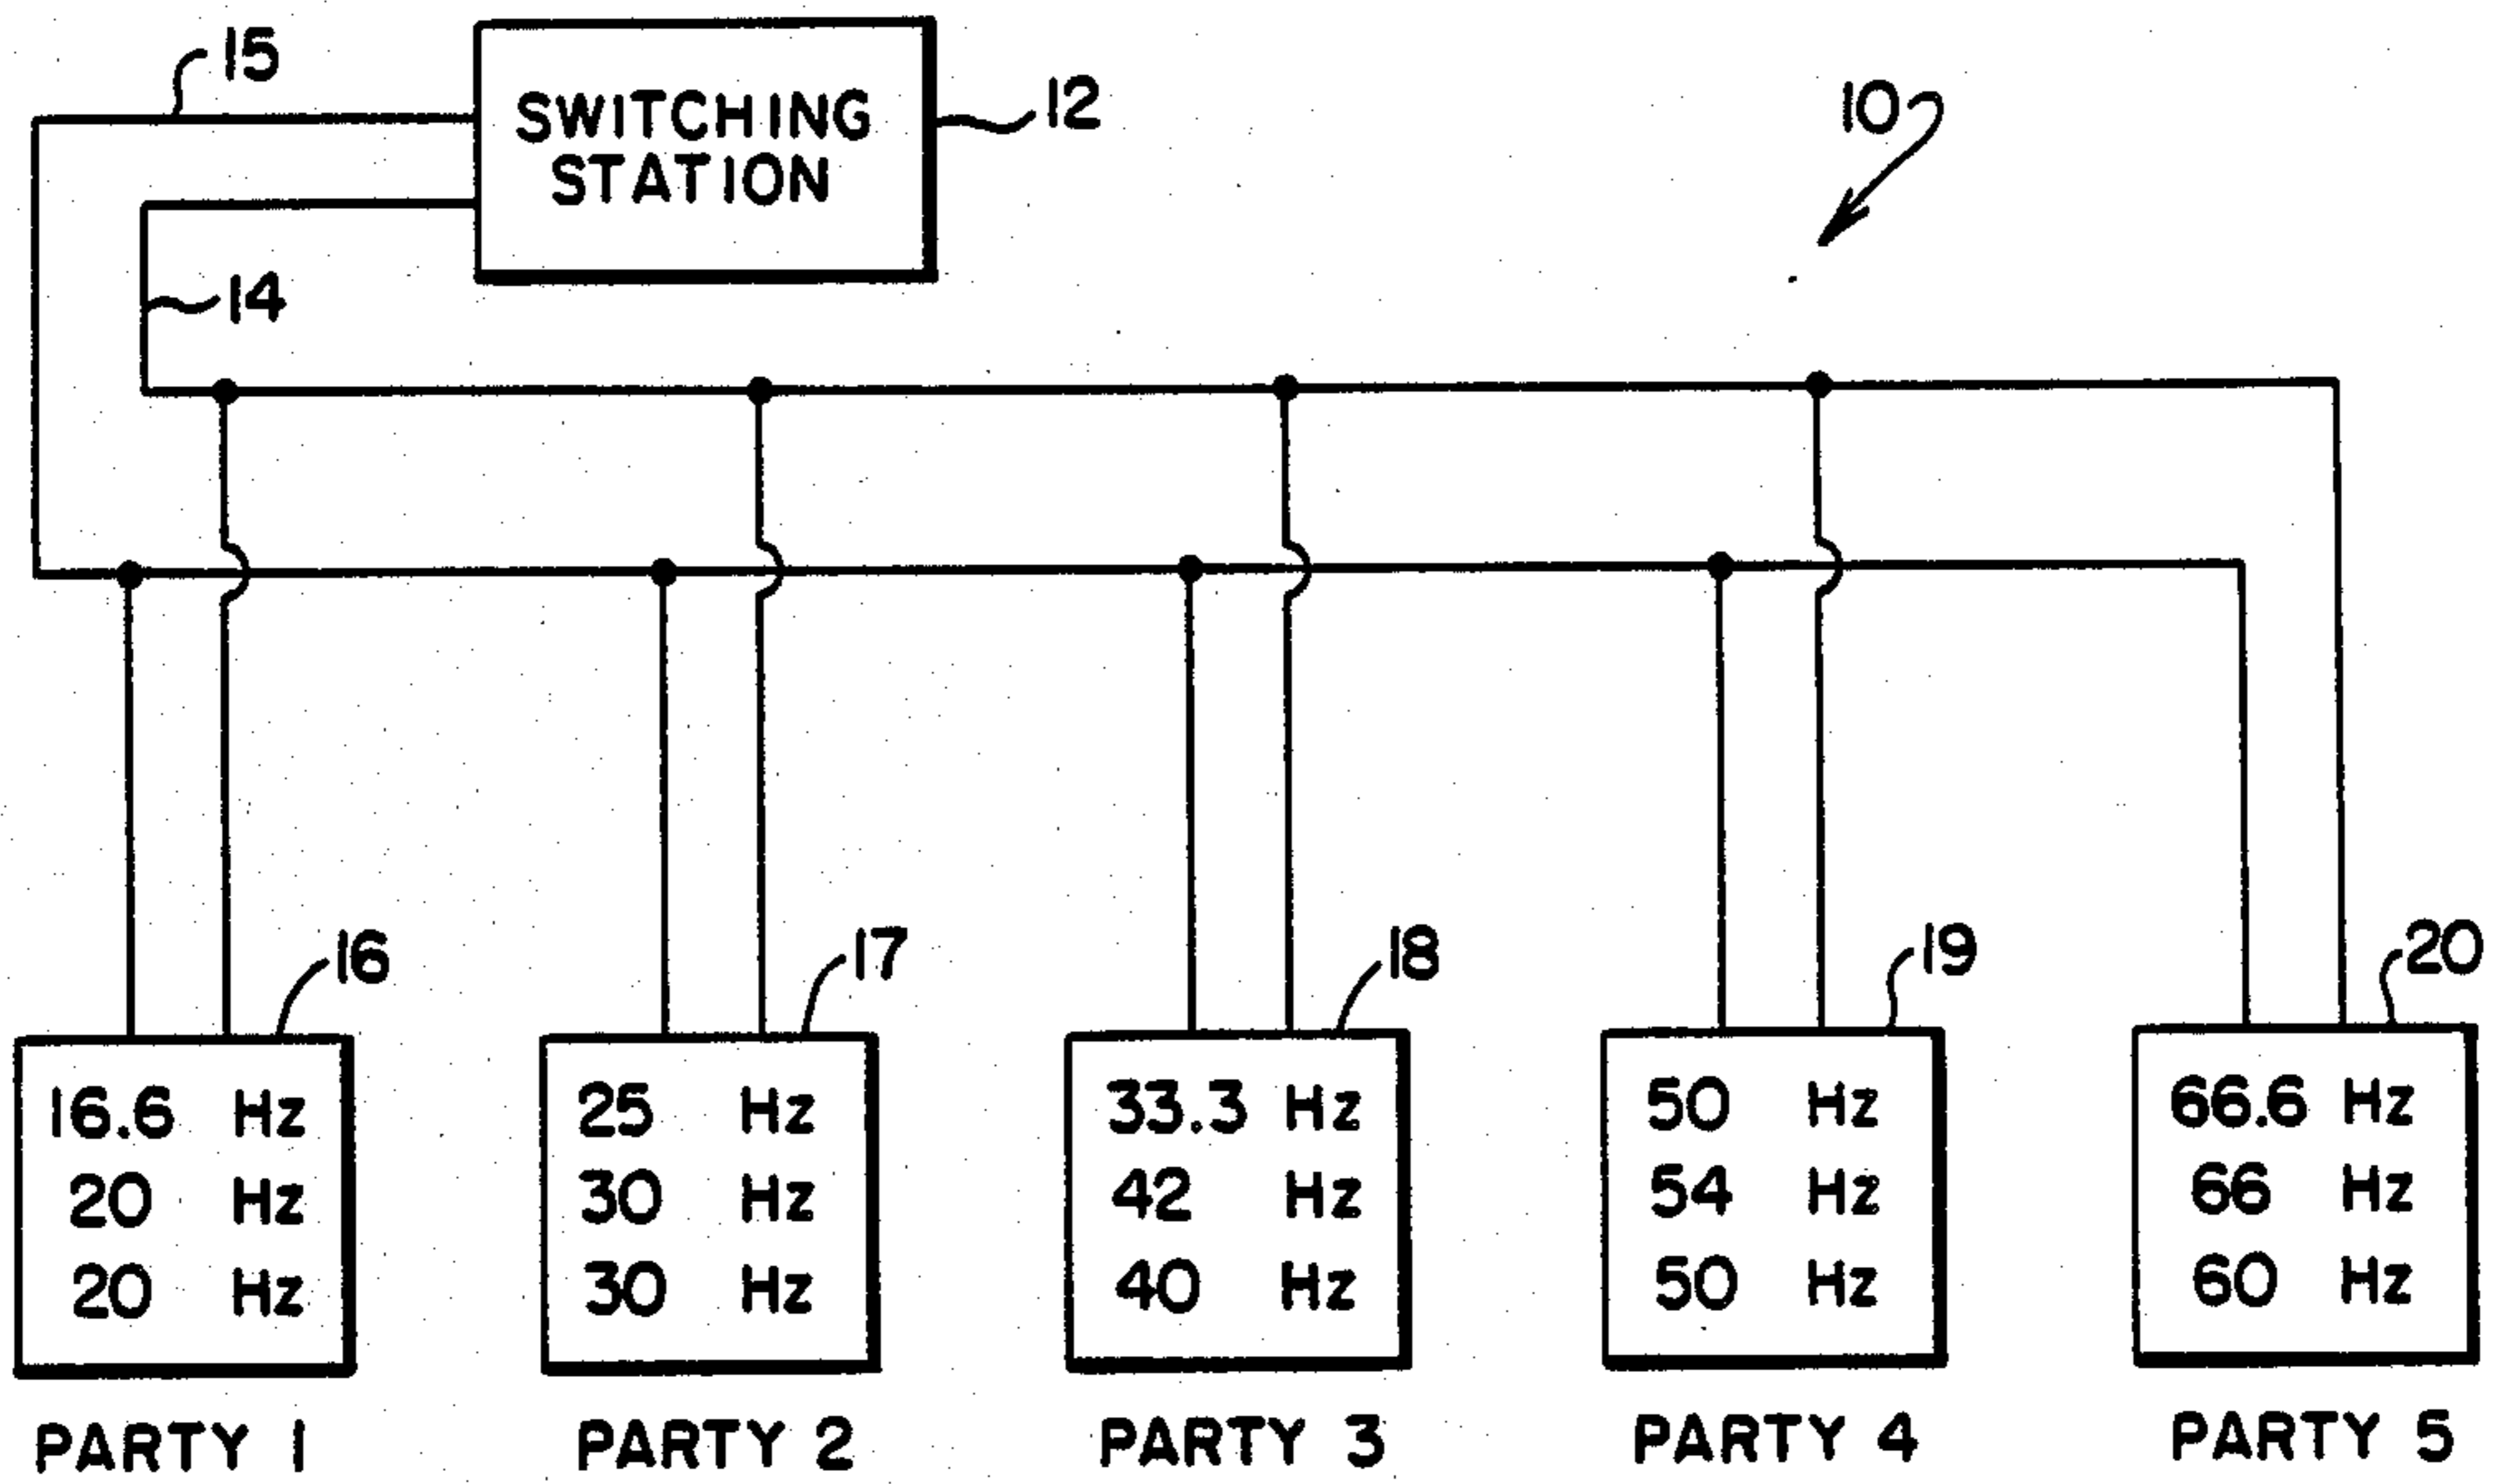 15
SWITCHING
STATION
12
10
14
16
17
18
19
20
16.6 Hz
20 Hz
20 Hz
25 Hz
30 Hz
30 Hz
33.3 Hz
42 Hz
40 Hz
50 Hz
54 Hz
50 Hz
66.6 Hz
66 Hz
60 Hz
PARTY 1
PARTY 2
PARTY 3
PARTY 4
PARTY 5